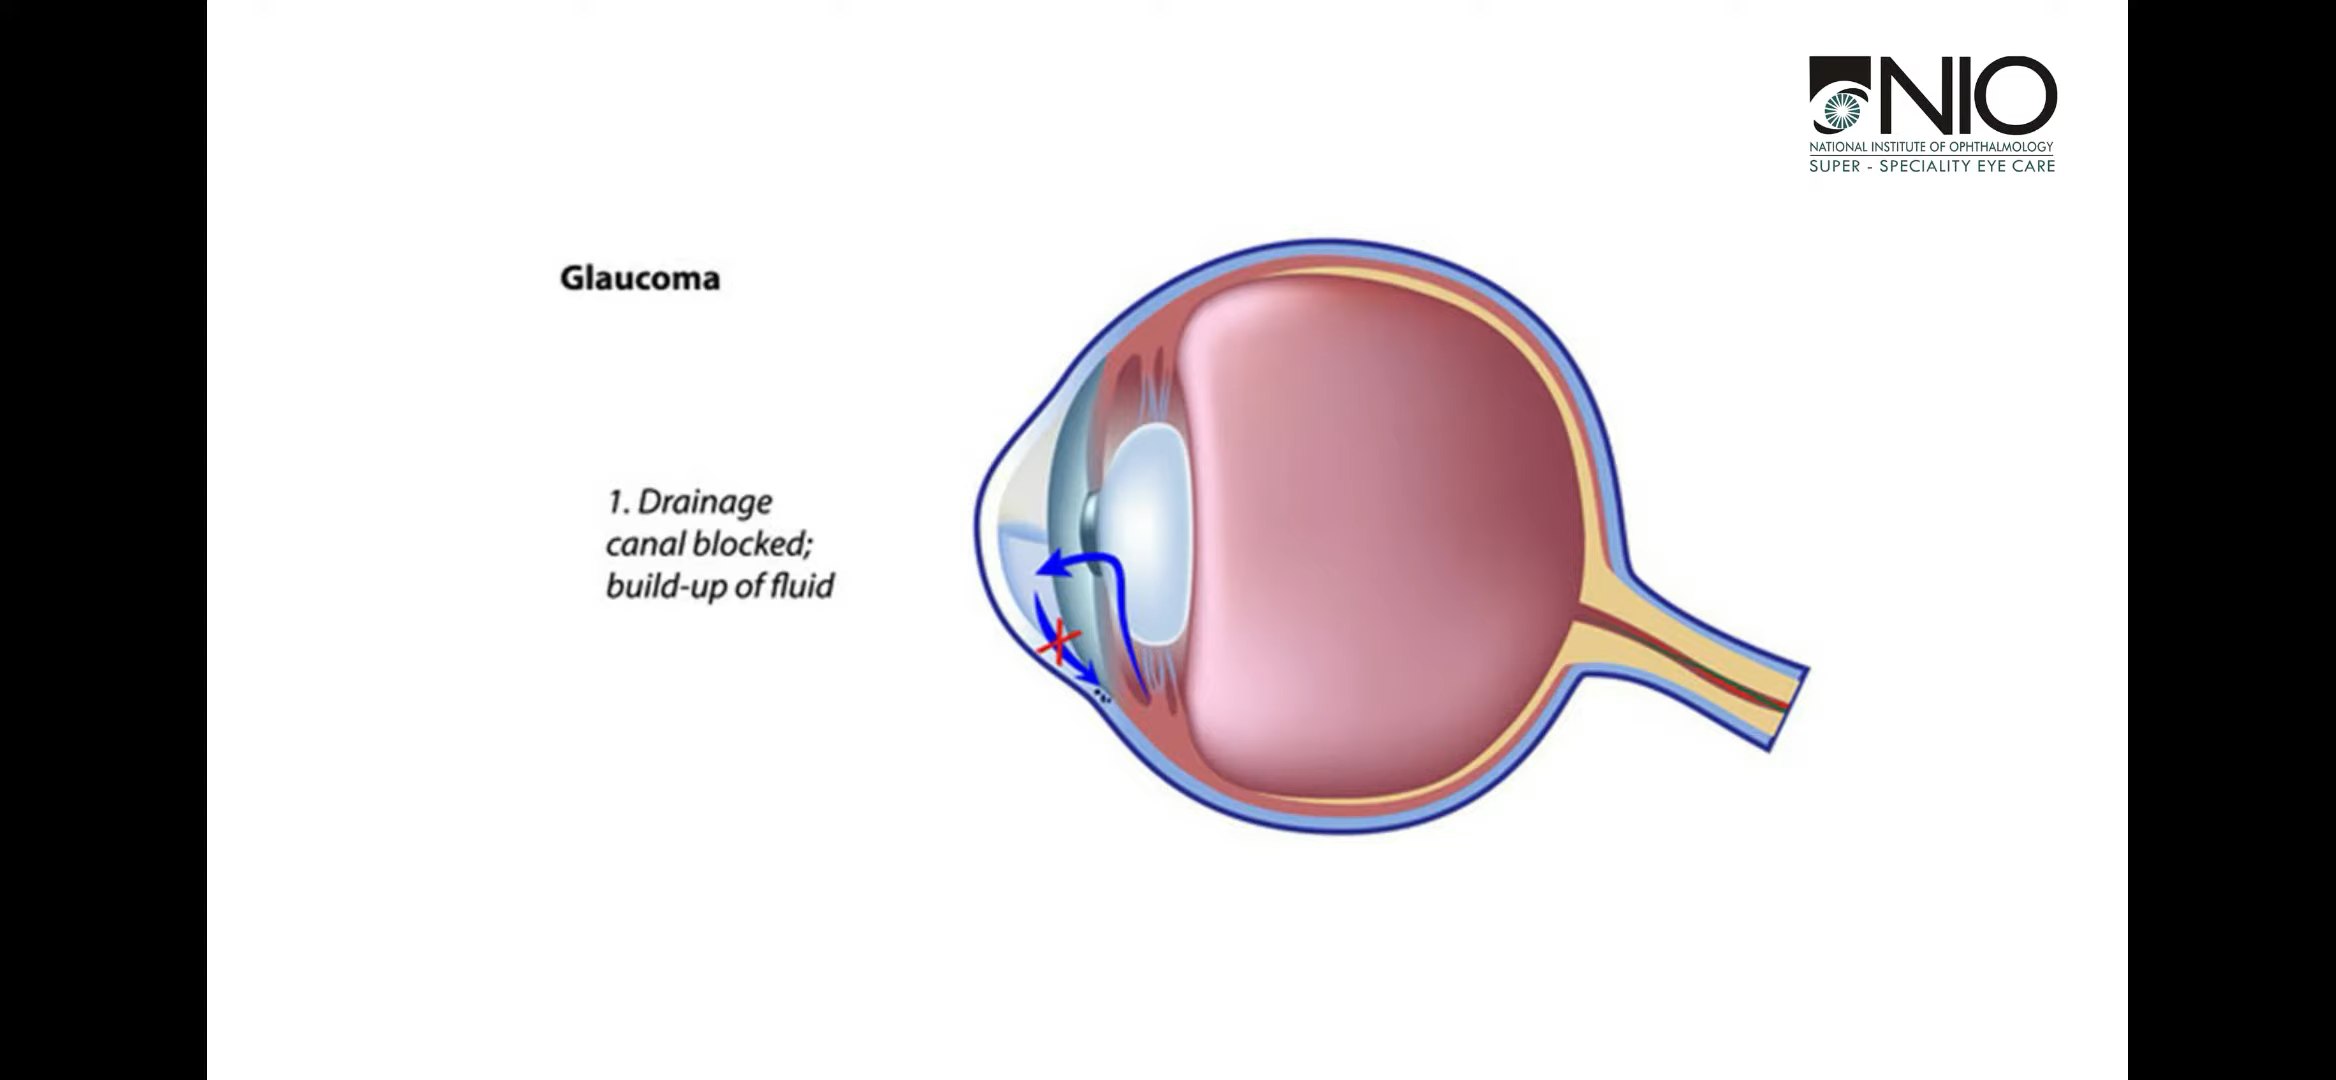 NIO
NATIONAL INSTITUTE OF OPHTHALMOLOGY
SUPER - SPECIALITY EYE CARE
Glaucoma
1. Drainage
canal blocked;
build-up of fluid